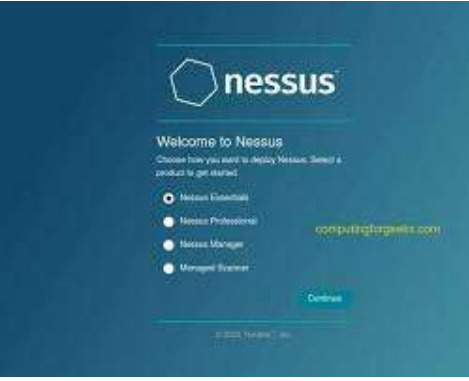 nessus
Welcome to Nessus
Choose how you want to deploy Nessus. Select a
product to get started.
Nessus Essentials
Nessus Professional
computingforgeeks.com
Nessus Manager
Managed Scanner
Continue